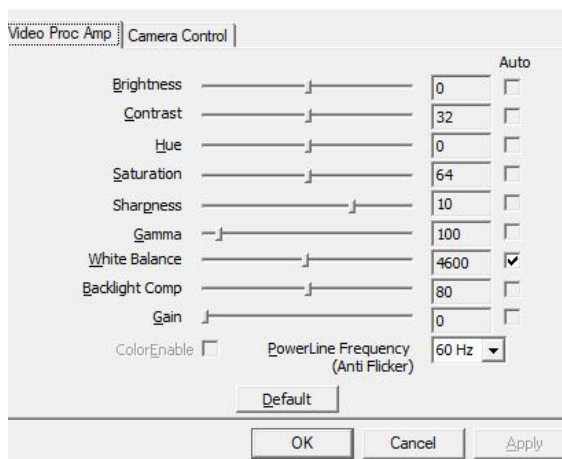 Video Proc Amp Camera Control
Auto
Brightness 0
Contrast 32
Hue 0
Saturation 64
Sharpness 10
Gamma 100
White Balance 4600
Backlight Comp 80
Gain 0
ColorEnable PowerLine Frequency 60 Hz
(Anti Flicker)
Default
OK Cancel Apply